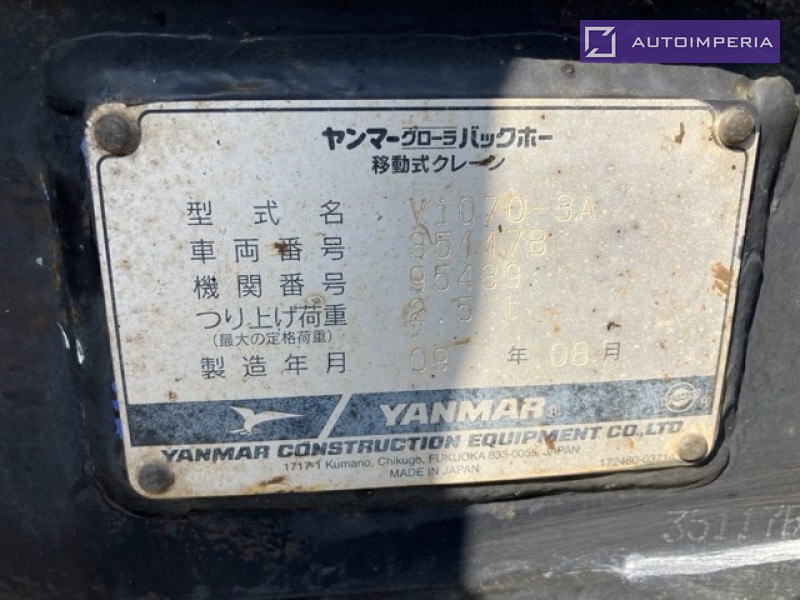 AUTOIMPERIA
ヤンマーグローラバックホー
移動式クレーン
型式名 ViO70-3A
車両番号 35117B
機関番号 95499
つり上げ荷重 2.5 t
(最大の定格荷重)
製造年月 09 年 08 月
YANMAR ®
YANMAR CONSTRUCTION EQUIPMENT CO.,LTD.
1717-1 Kumano, Chikugo, FUKUOKA 833-0055, JAPAN
MADE IN JAPAN
35117B